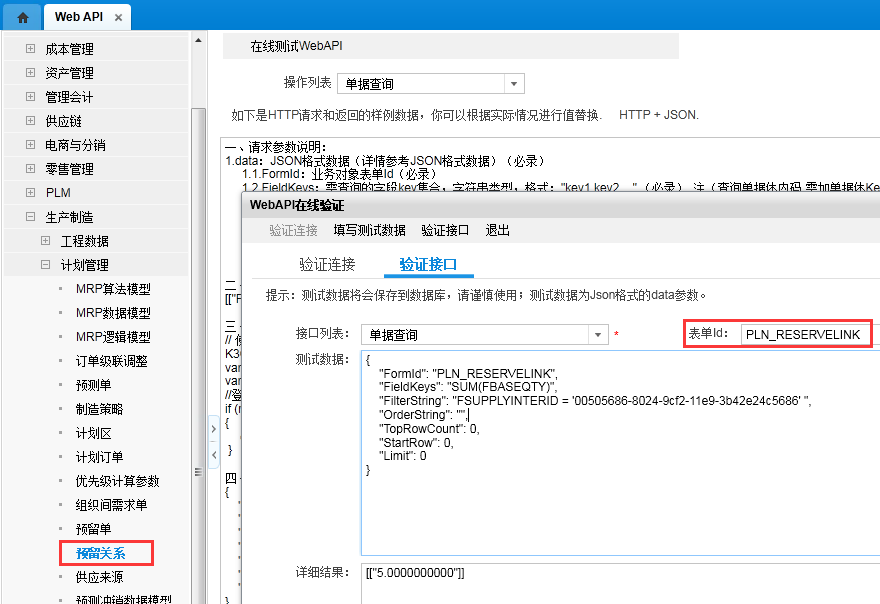 Web API ×
成本管理
资产管理
管理会计
供应链
电商与分销
零售管理
PLM
生产制造
工程数据
计划管理
MRP算法模型
MRP数据模型
MRP逻辑模型
订单级联调整
预测单
制造策略
计划区
计划订单
优先级计算参数
组织间需求单
预留单
预留关系
供应来源
预测冲销数据模型
在线测试WebAPI
操作列表 单据查询
如下是HTTP请求和返回的样例数据，你可以根据实际情况进行值替换. HTTP + JSON.
一、请求参数说明：
1.data：JSON格式数据（详情参考JSON格式数据）（必录）
1.1.FormId：业务对象表单Id（必录）
1.2.FieldKeys：需查询的字段key集合，字符串类型，格式："key1,key2,..."（必录） 注（查询单据体内码,需加单据体Ke
二
[["F
三
// 使
K3C
var
var
//登
if (r
{
}
四
{
}
WebAPI在线验证
验证连接 填写测试数据 验证接口 退出
验证连接 验证接口
提示：测试数据将会保存到数据库，请谨慎使用；测试数据为Json格式的data参数。
接口列表： 单据查询 * 表单Id： PLN_RESERVELINK
测试数据：
{
"FormId": "PLN_RESERVELINK",
"FieldKeys": "SUM(FBASEQTY)",
"FilterString": "FSUPPLYINTERID = '00505686-8024-9cf2-11e9-3b42e24c5686' ",
"OrderString": "",
"TopRowCount": 0,
"StartRow": 0,
"Limit": 0
}
详细结果： [["5.0000000000"]]